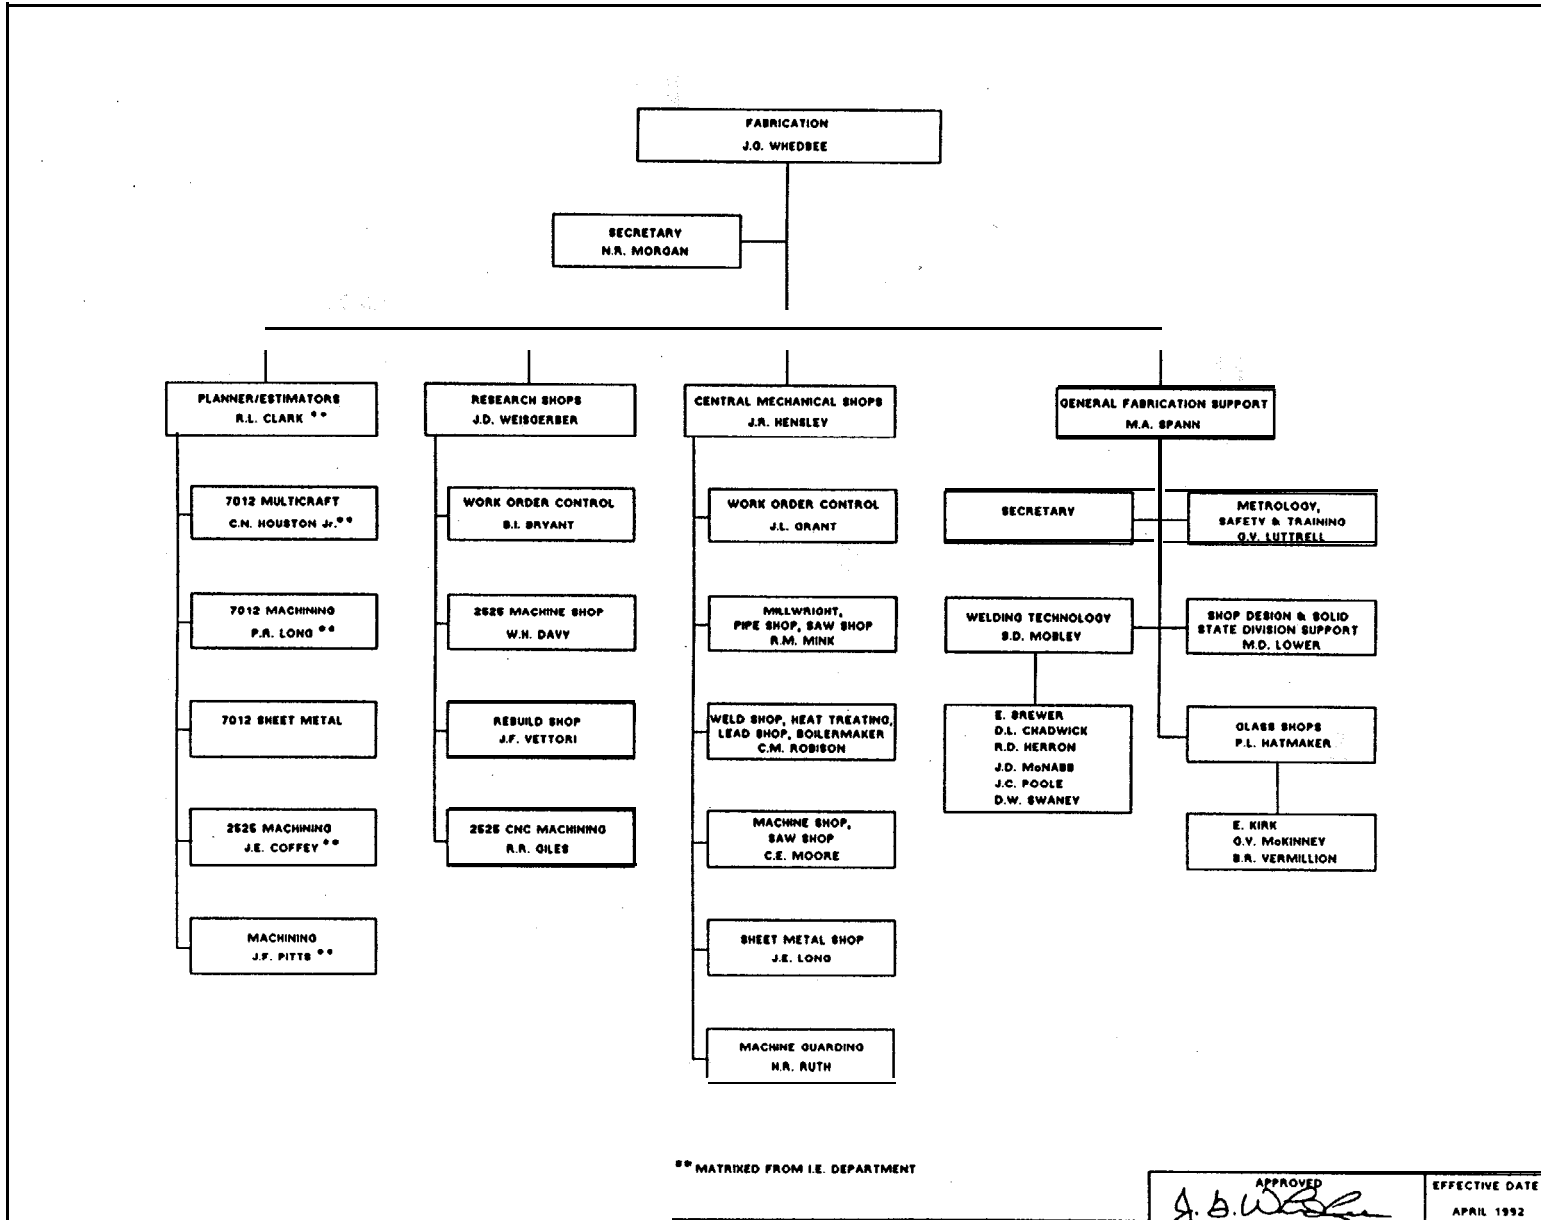 FABRICATION
J.G. WHEDBEE
SECRETARY
N.R. MORGAN
PLANNER/ESTIMATORS
R.L. CLARK **
7012 MULTICRAFT
C.N. HOUSTON Jr.**
7012 MACHINING
P.R. LONG **
7012 SHEET METAL
2525 MACHINING
J.E. COFFEY **
MACHINING
J.F. PITTS **
RESEARCH SHOPS
J.D. WEISGERBER
WORK ORDER CONTROL
B.I. BRYANT
2525 MACHINE SHOP
W.H. DAVY
REBUILD SHOP
J.F. VETTORI
2525 CNC MACHINING
R.R. GILES
CENTRAL MECHANICAL SHOPS
J.R. HENSLEY
WORK ORDER CONTROL
J.L. GRANT
MILLWRIGHT,
PIPE SHOP, SAW SHOP
R.M. MINK
WELD SHOP, HEAT TREATING,
LEAD SHOP, BOILERMAKER
C.M. ROBISON
MACHINE SHOP,
SAW SHOP
C.E. MOORE
SHEET METAL SHOP
J.E. LONG
MACHINE GUARDING
H.R. RUTH
GENERAL FABRICATION SUPPORT
M.A. SPANN
SECRETARY
METROLOGY,
SAFETY & TRAINING
G.V. LUTTRELL
WELDING TECHNOLOGY
S.D. MOBLEY
E. BREWER
D.L. CHADWICK
R.D. HERRON
J.D. McNABB
J.C. POOLE
D.W. SWANEY
SHOP DESIGN & SOLID
STATE DIVISION SUPPORT
M.D. LOWER
GLASS SHOPS
P.L. HATMAKER
E. KIRK
G.V. McKINNEY
B.R. VERMILLION
** MATRIXED FROM I.E. DEPARTMENT
APPROVED
EFFECTIVE DATE
APRIL 1992